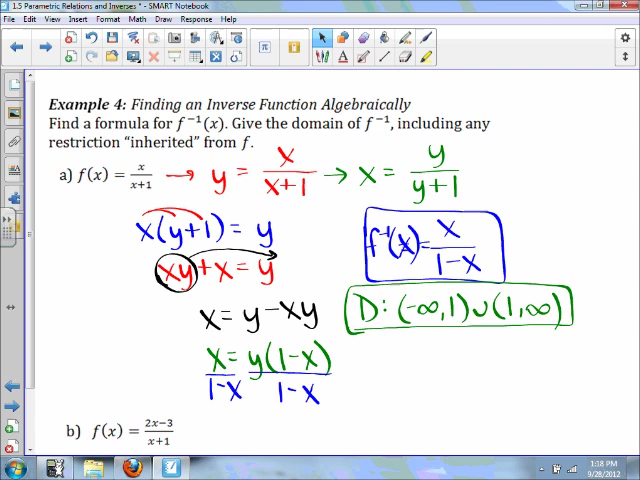 1.5 Parametric Relations and Inverses * - SMART Notebook
File Edit View Insert Format Tools Draw Window Help
Example 4: Finding an Inverse Function Algebraically
Find a formula for f⁻¹(x). Give the domain of f⁻¹, including any
restriction "inherited" from f.
a) f(x) = x/(x+1) → y = x/(x+1) → x = y/(y+1)
x(y+1) = y
xy + x = y
x = y - xy
x = y(1-x)
1-x 1-x
f⁻¹(x) = x/(1-x)
D: (-∞,1)∪(1,∞)
b) f(x) = (2x-3)/(x+1)
1:18 PM
9/28/2012